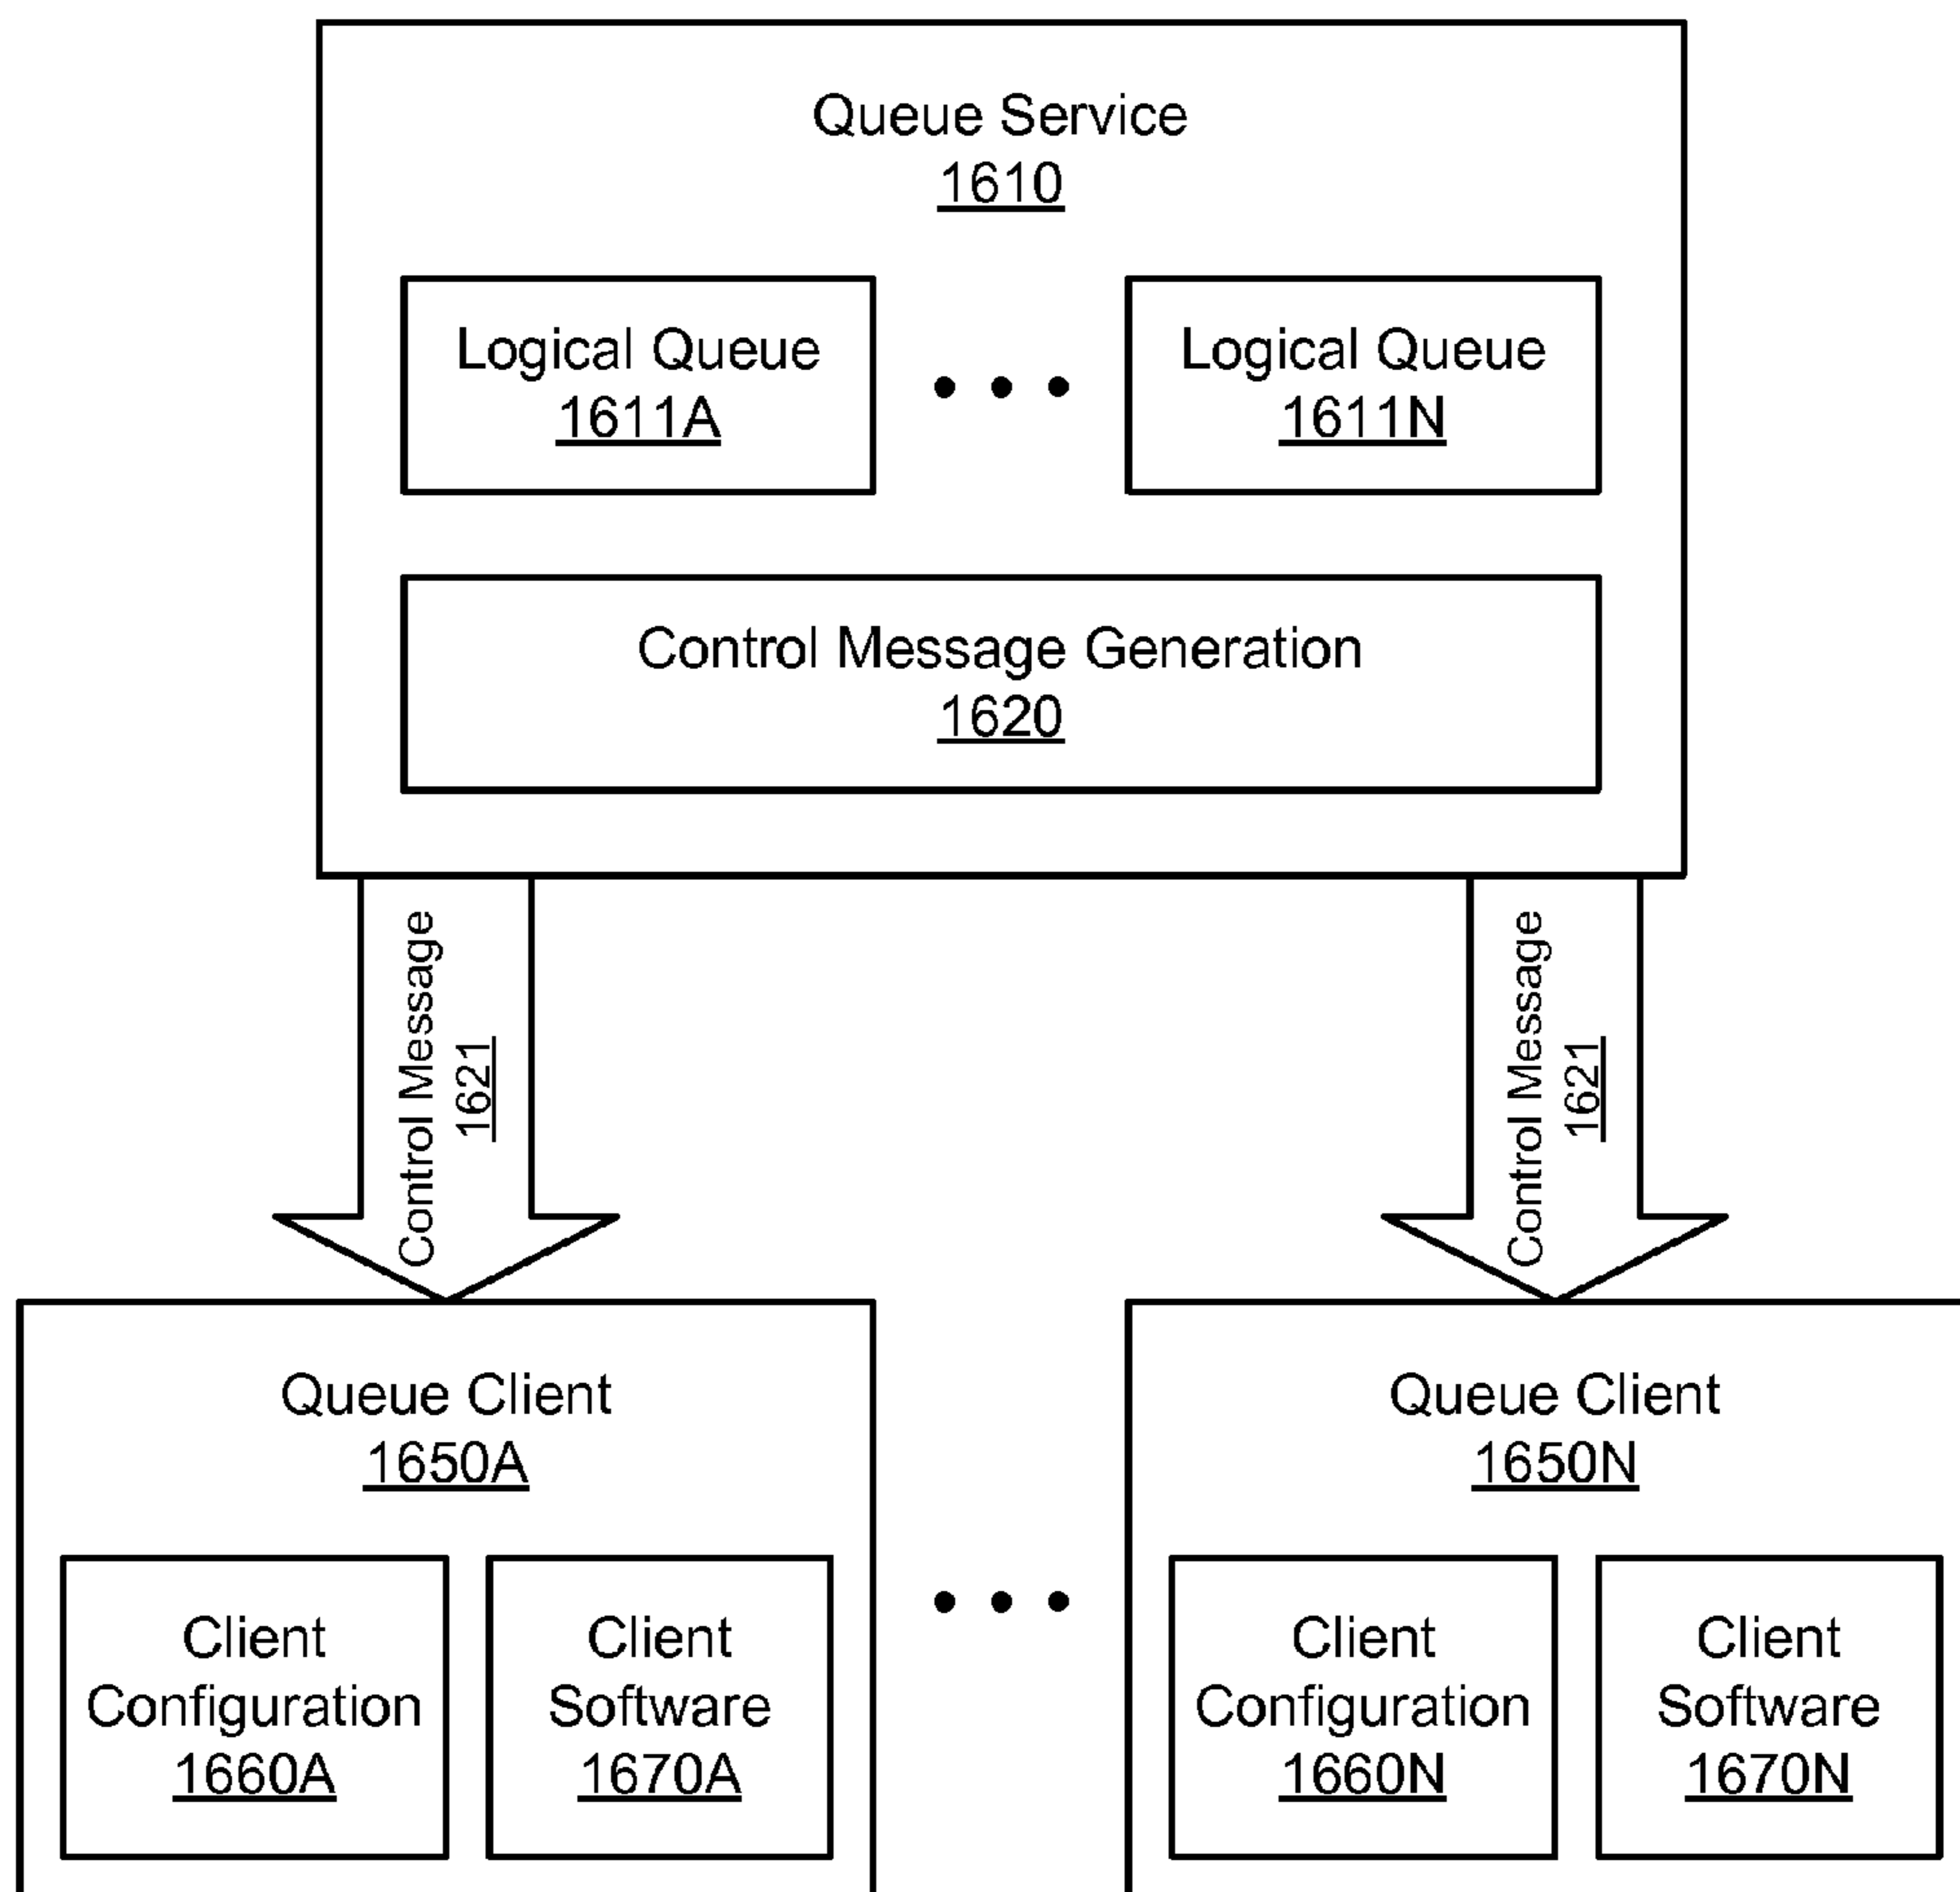 Queue Service
1610
Logical Queue
1611A
Logical Queue
1611N
Control Message Generation
1620
Control Message
1621
Control Message
1621
Queue Client
1650A
Client
Configuration
1660A
Client
Software
1670A
Queue Client
1650N
Client
Configuration
1660N
Client
Software
1670N